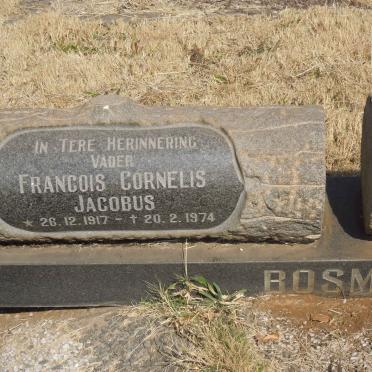 IN TERE HERINNERING
VADER
FRANCOIS CORNELIS
JACOBUS
* 26.12.1917 - † 20.2.1974
BOSM